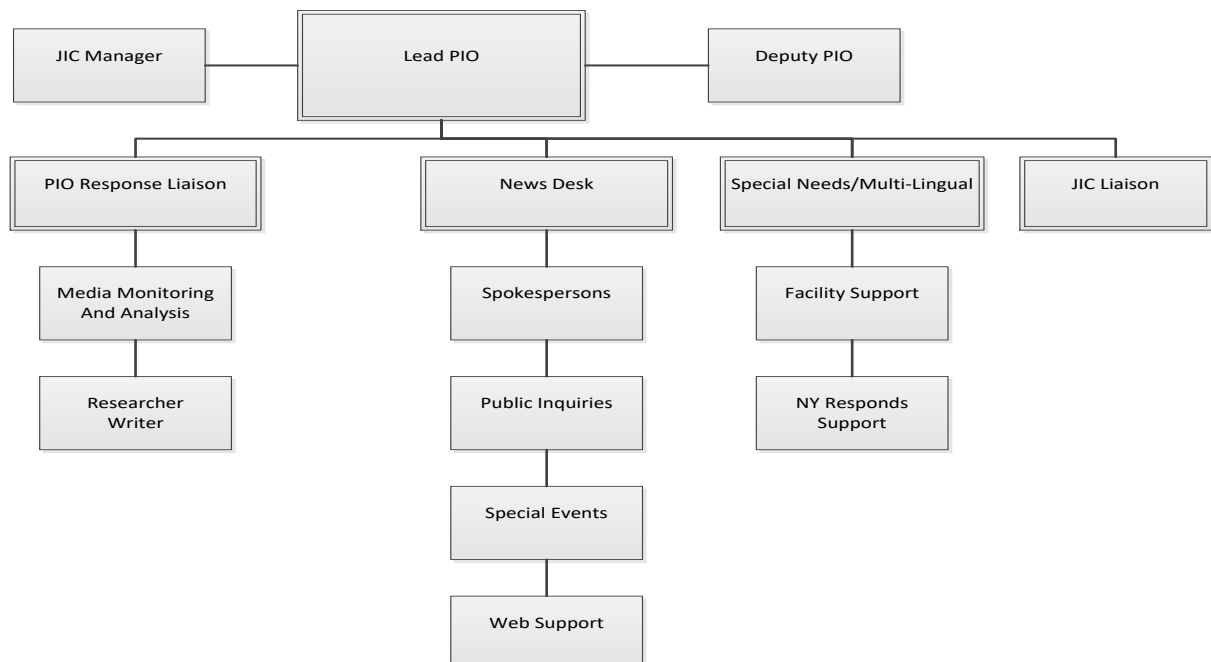 JIC Manager
Lead PIO
Deputy PIO
PIO Response Liaison
News Desk
Special Needs/Multi-Lingual
JIC Liaison
Media Monitoring
And Analysis
Spokespersons
Facility Support
Researcher
Writer
Public Inquiries
NY Responds
Support
Special Events
Web Support